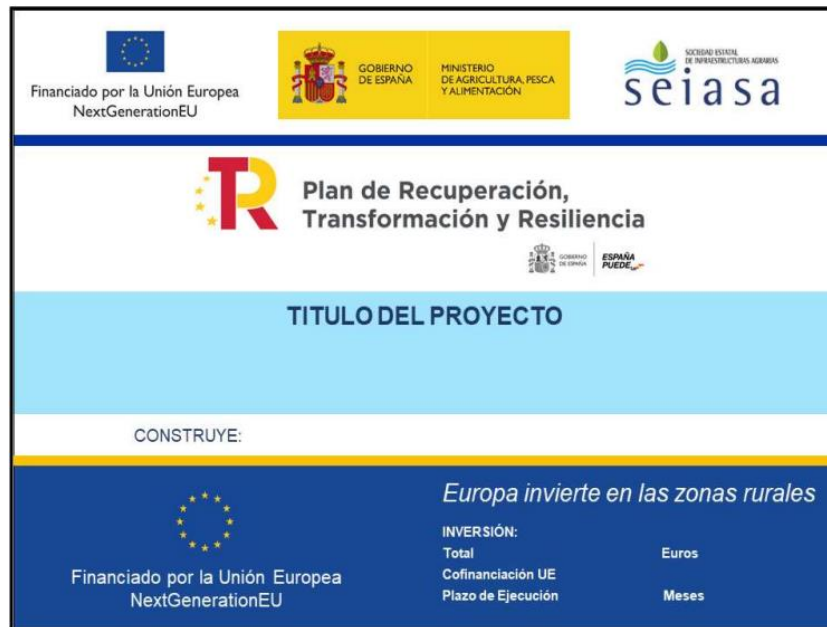 Financiado por la Unión Europea
NextGenerationEU
GOBIERNO
DE ESPAÑA
MINISTERIO
DE AGRICULTURA, PESCA
Y ALIMENTACIÓN
SOCIEDAD ESTATAL
DE INFRAESTRUCTURAS AGRARIAS
seiasa
Plan de Recuperación,
Transformación y Resiliencia
GOBIERNO
DE ESPAÑA
ESPAÑA
PUEDE
TITULO DEL PROYECTO
CONSTRUYE:
Financiado por la Unión Europea
NextGenerationEU
Europa invierte en las zonas rurales
INVERSIÓN:
Total Euros
Cofinanciación UE
Plazo de Ejecución Meses